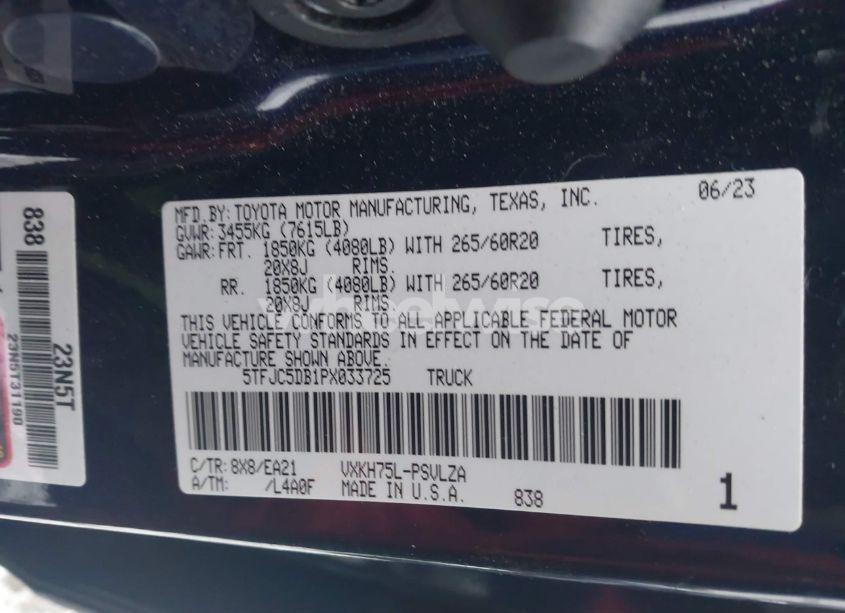 838
23N5T
23N5T31190
MFD.BY: TOYOTA MOTOR MANUFACTURING, TEXAS, INC. 06/23
GVWR: 3455KG (7615LB)
GAWR: FRT. 1850KG (4080LB) WITH 265/60R20 TIRES,
20X8J RIMS.
RR. 1850KG (4080LB) WITH 265/60R20 TIRES,
20X8J RIMS.
wheelwise
THIS VEHICLE CONFORMS TO ALL APPLICABLE FEDERAL MOTOR
VEHICLE SAFETY STANDARDS IN EFFECT ON THE DATE OF
MANUFACTURE SHOWN ABOVE.
5TFJC5DB1PX033725 TRUCK
C/TR: 8X8/EA21 VXKH75L-PSVLZA
A/TM: /L4A0F MADE IN U.S.A. 838 1